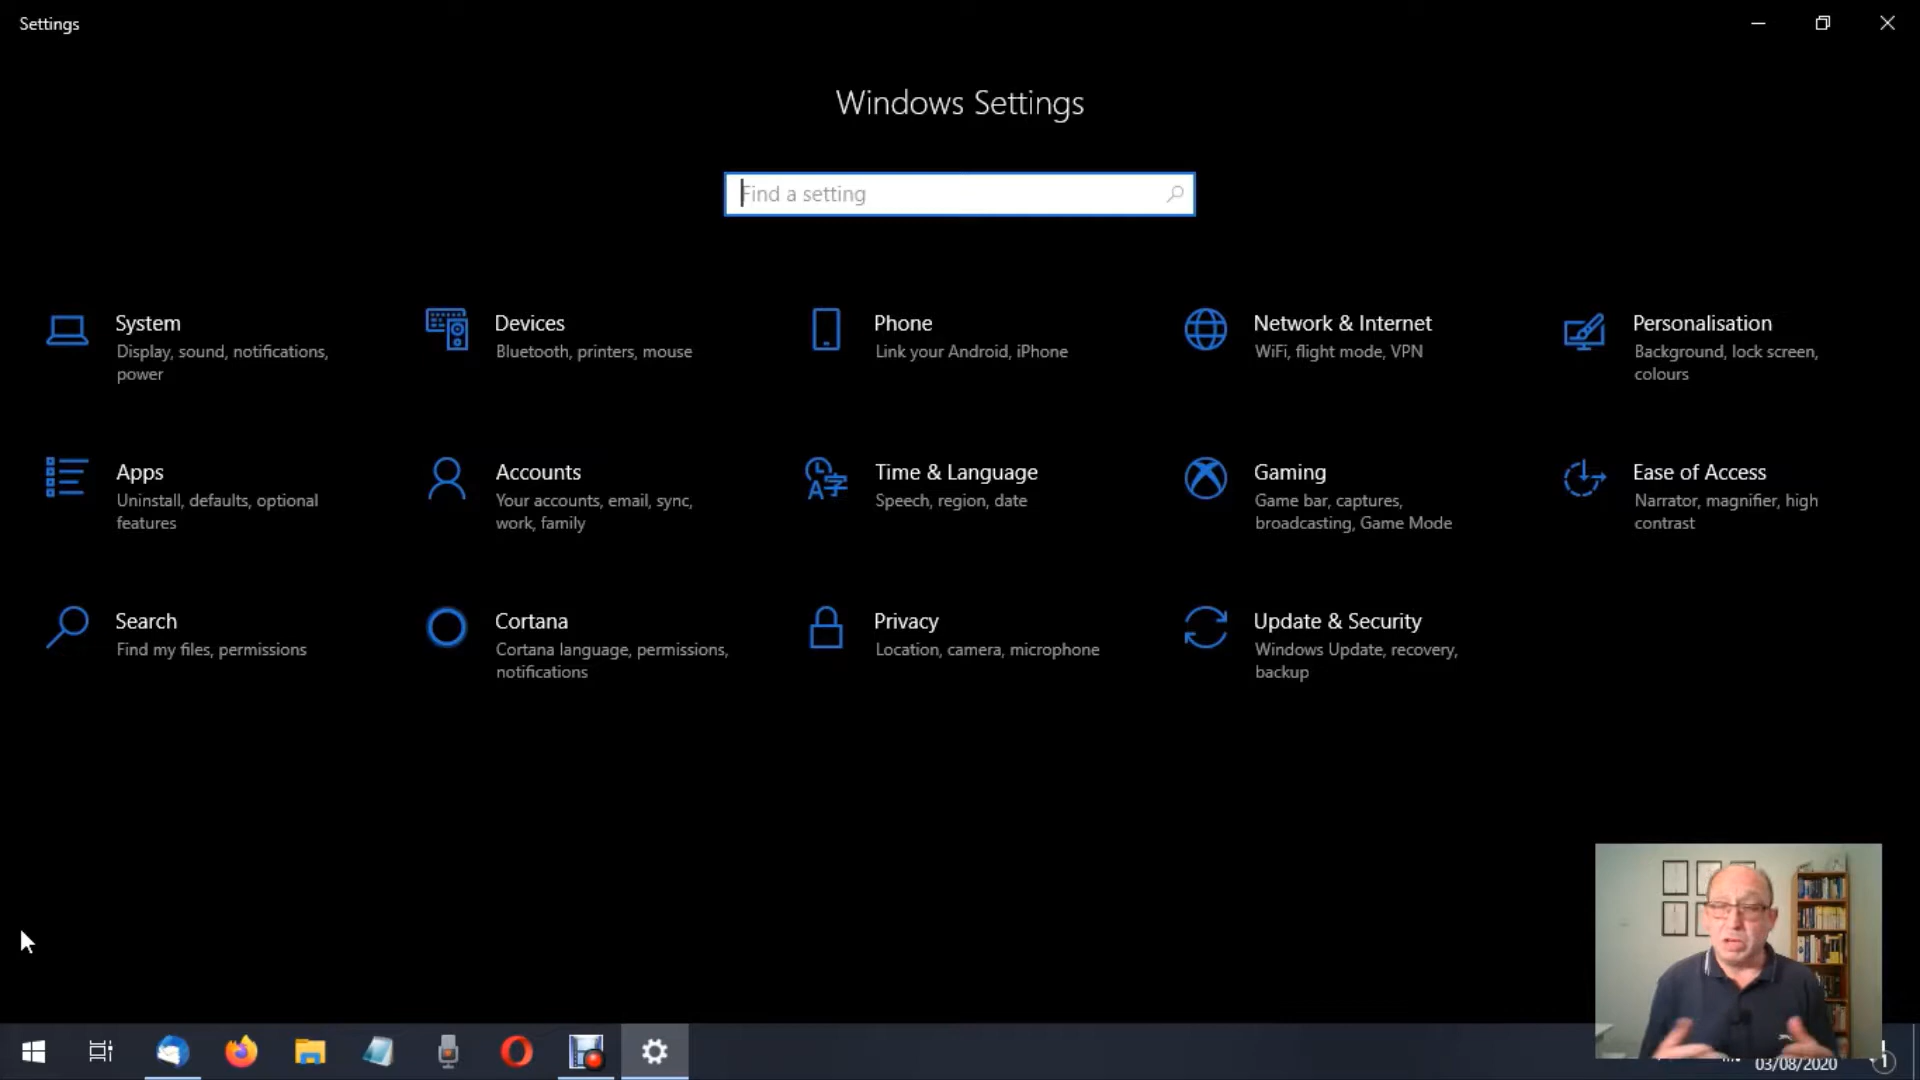 Settings
Windows Settings
Find a setting
System
Display, sound, notifications,
power
Devices
Bluetooth, printers, mouse
Phone
Link your Android, iPhone
Network & Internet
WiFi, flight mode, VPN
Personalisation
Background, lock screen,
colours
Apps
Uninstall, defaults, optional
features
Accounts
Your accounts, email, sync,
work, family
Time & Language
Speech, region, date
Gaming
Game bar, captures,
broadcasting, Game Mode
Ease of Access
Narrator, magnifier, high
contrast
Search
Find my files, permissions
Cortana
Cortana language, permissions,
notifications
Privacy
Location, camera, microphone
Update & Security
Windows Update, recovery,
backup
03/08/2020
1